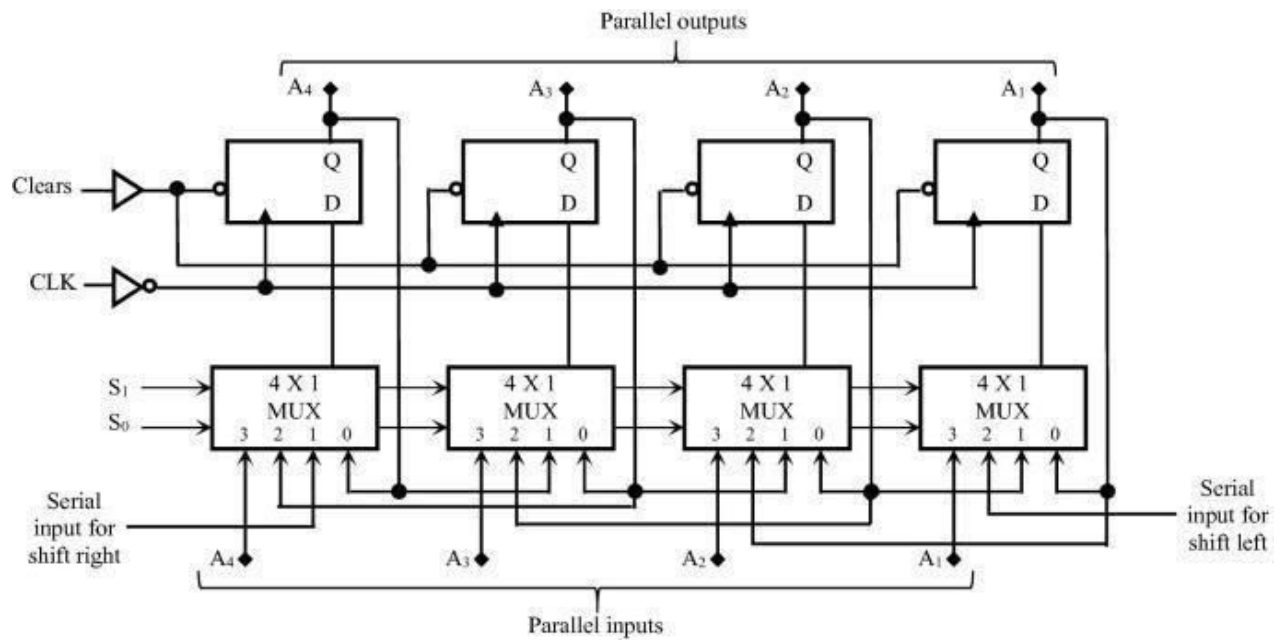 Parallel outputs
A₄ A₃ A₂ A₁
Q Q Q Q
Clears
D D D D
CLK
S₁ 4 X 1 4 X 1 4 X 1 4 X 1
MUX MUX MUX MUX
S₀
3 2 1 0 3 2 1 0 3 2 1 0 3 2 1 0
Serial
input for
shift right
Serial
input for
shift left
A₄ A₃ A₂ A₁
Parallel inputs